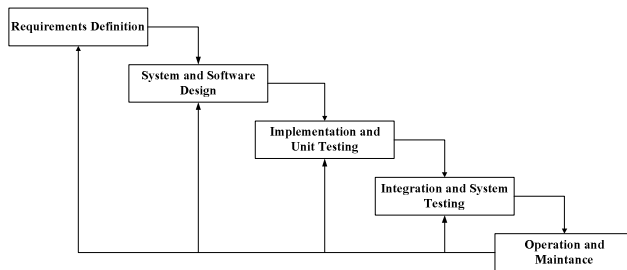 Requirements Definition
System and Software
Design
Implementation and
Unit Testing
Integration and System
Testing
Operation and
Maintance